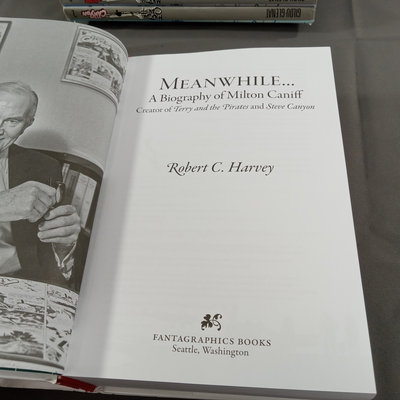 MEANWHILE...
A Biography of Milton Caniff
Creator of Terry and the Pirates and Steve Canyon
Robert C. Harvey
FANTAGRAPHICS BOOKS
Seattle, Washington